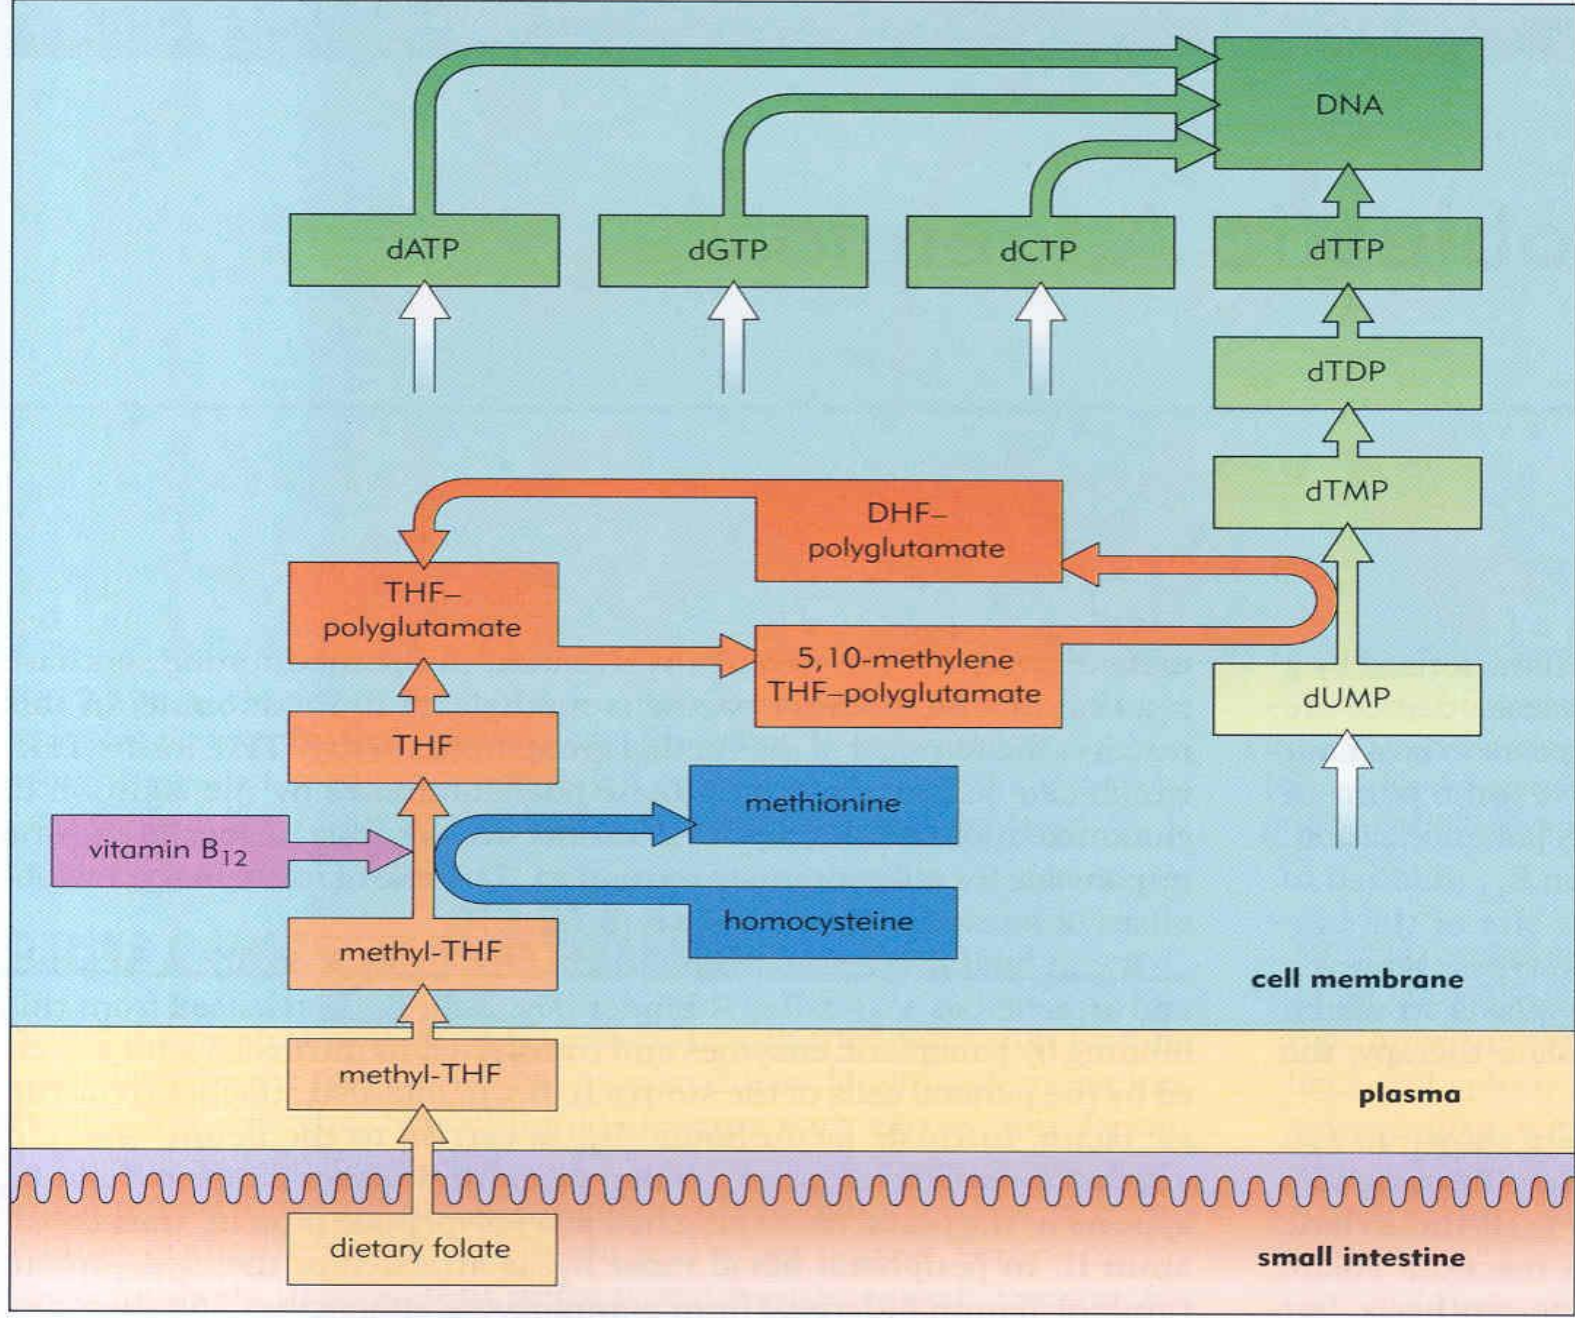 DNA
dATP
dGTP
dCTP
dTTP
dTDP
dTMP
DHF–
polyglutamate
THF–
polyglutamate
5,10-methylene
THF–polyglutamate
dUMP
THF
methionine
vitamin B12
homocysteine
methyl-THF
cell membrane
methyl-THF
plasma
dietary folate
small intestine